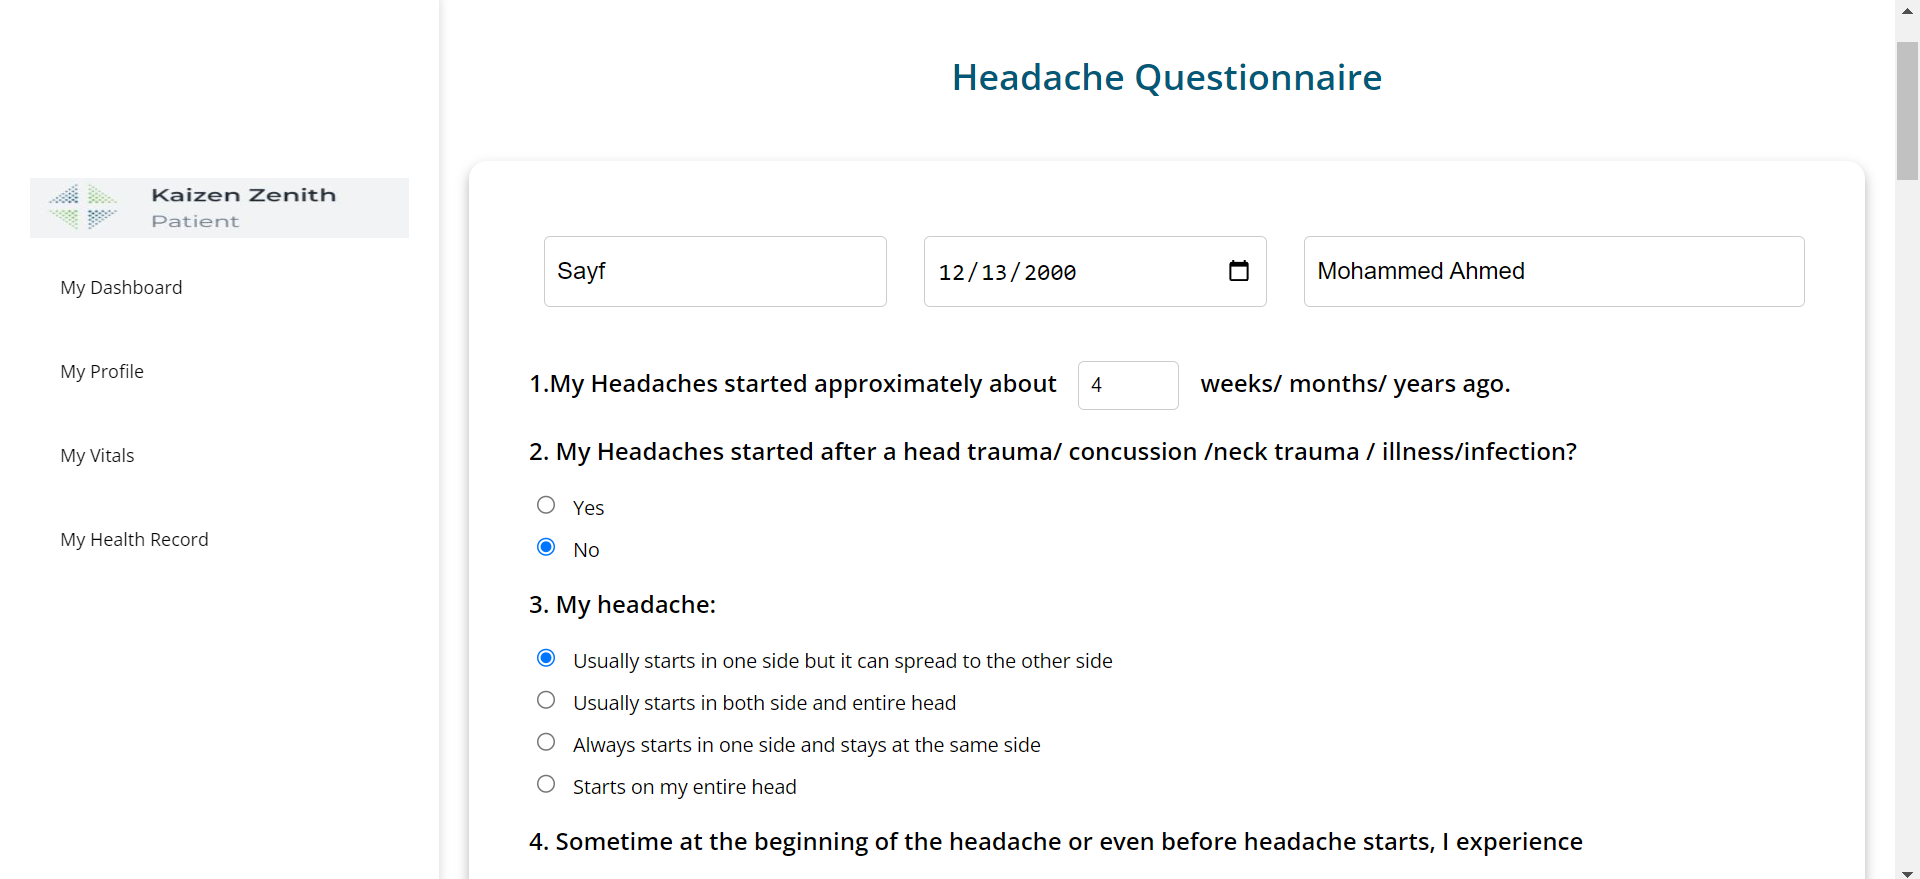 Headache Questionnaire
Kaizen Zenith
Patient
My Dashboard
My Profile
My Vitals
My Health Record
Sayf
12/13/2000
Mohammed Ahmed
1.My Headaches started approximately about 4 weeks/ months/ years ago.
2. My Headaches started after a head trauma/ concussion /neck trauma / illness/infection?
Yes
No
3. My headache:
Usually starts in one side but it can spread to the other side
Usually starts in both side and entire head
Always starts in one side and stays at the same side
Starts on my entire head
4. Sometime at the beginning of the headache or even before headache starts, I experience